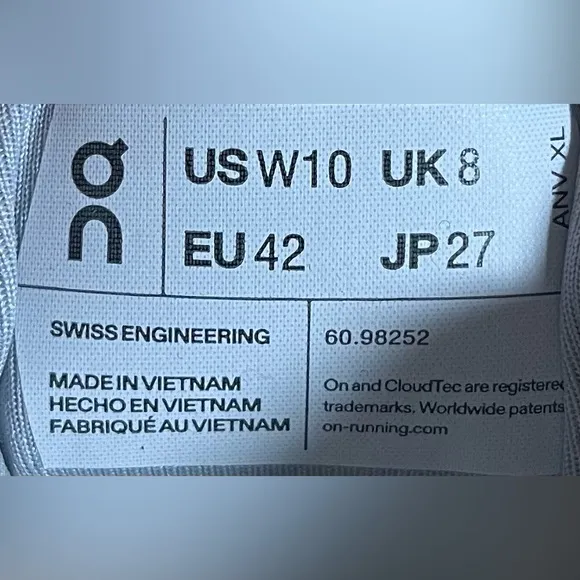 US W10 UK 8
EU 42 JP 27
ANV XL
SWISS ENGINEERING
60.98252
MADE IN VIETNAM
HECHO EN VIETNAM
FABRIQUÉ AU VIETNAM
On and CloudTec are registered
trademarks. Worldwide patents
on-running.com